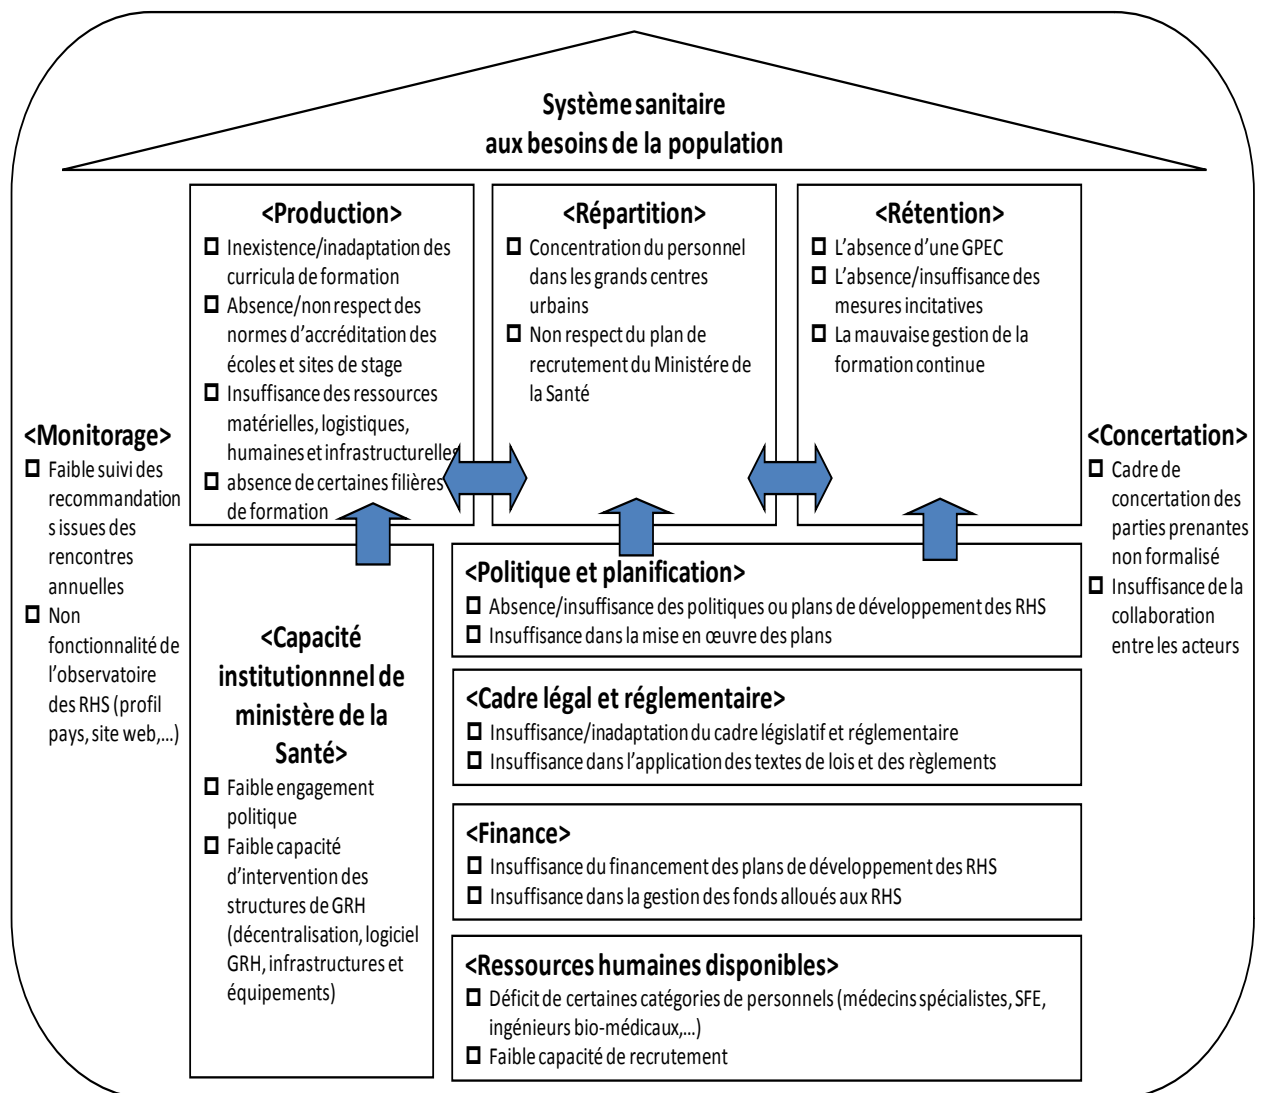 Système sanitaire
aux besoins de la population
<Production>
❑ Inexistence/inadaptation des
curricula de formation
❑ Absence/non respect des
normes d’accréditation des
écoles et sites de stage
❑ Insuffisance des ressources
matérielles, logistiques,
humaines et infrastructurelles
❑ absence de certaines filières
de formation
<Répartition>
❑ Concentration du personnel
dans les grands centres
urbains
❑ Non respect du plan de
recrutement du Ministére de
la Santé
<Rétention>
❑ L’absence d’une GPEC
❑ L’absence/insuffisance des
mesures incitatives
❑ La mauvaise gestion de la
formation continue
<Monitorage>
❑ Faible suivi des
recommandation
s issues des
rencontres
annuelles
❑ Non
fonctionnalité de
l’observatoire
des RHS (profil
pays, site web,…)
<Concertation>
❑ Cadre de
concertation des
parties prenantes
non formalisé
❑ Insuffisance de la
collaboration
entre les acteurs
<Capacité
institutionnnel de
ministère de la
Santé>
❑ Faible engagement
politique
❑ Faible capacité
d’intervention des
structures de GRH
(décentralisation, logiciel
GRH, infrastructures et
équipements)
<Politique et planification>
❑ Absence/insuffisance des politiques ou plans de développement des RHS
❑ Insuffisance dans la mise en œuvre des plans
<Cadre légal et réglementaire>
❑ Insuffisance/inadaptation du cadre législatif et réglementaire
❑ Insuffisance dans l’application des textes de lois et des règlements
<Finance>
❑ Insuffisance du financement des plans de développement des RHS
❑ Insuffisance dans la gestion des fonds alloués aux RHS
<Ressources humaines disponibles>
❑ Déficit de certaines catégories de personnels (médecins spécialistes, SFE,
ingénieurs bio-médicaux,…)
❑ Faible capacité de recrutement